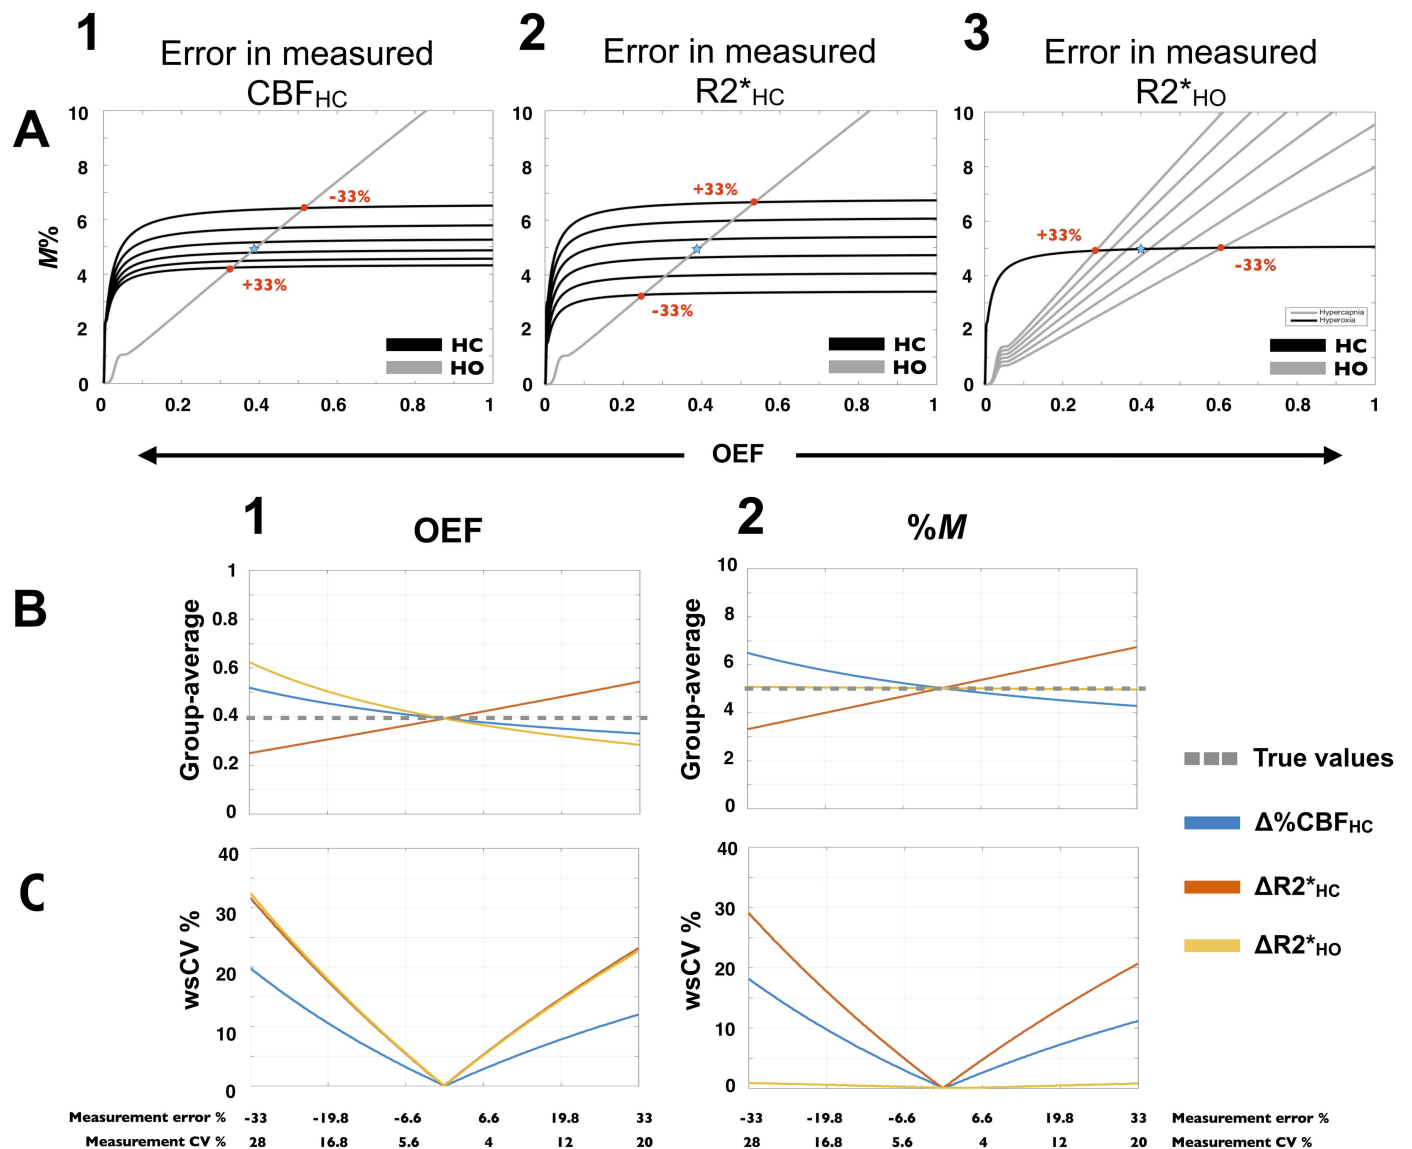 1
Error in measured
CBFHC
2
Error in measured
R2*HC
3
Error in measured
R2*HO
A
M%
10
8
6
4
2
0
-33%
+33%
HC
HO
0 0.2 0.4 0.6 0.8 1
10
8
6
4
2
0
+33%
-33%
HC
HO
0 0.2 0.4 0.6 0.8 1
10
8
6
4
2
0
+33%
-33%
Hypercapnia
Hyperoxia
HC
HO
0 0.2 0.4 0.6 0.8 1
OEF
1
OEF
2
%M
B
Group-average
1
0.8
0.6
0.4
0.2
0
Group-average
10
8
6
4
2
0
True values
Δ%CBFHC
ΔR2*HC
ΔR2*HO
C
wsCV %
40
30
20
10
0
wsCV %
40
30
20
10
0
Measurement error % -33 -19.8 -6.6 6.6 19.8 33
Measurement CV % 28 16.8 5.6 4 12 20
-33 -19.8 -6.6 6.6 19.8 33 Measurement error %
28 16.8 5.6 4 12 20 Measurement CV %